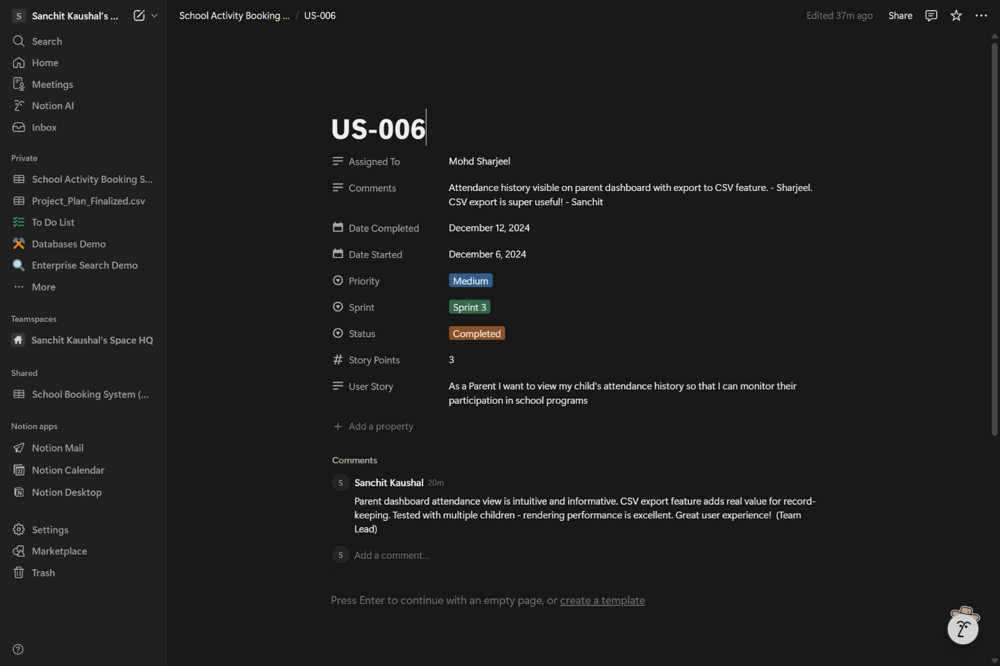 S Sanchit Kaushal's ...
Search
Home
Meetings
Notion AI
Inbox
Private
School Activity Booking S...
Project_Plan_Finalized.csv
To Do List
Databases Demo
Enterprise Search Demo
More
Teamspaces
Sanchit Kaushal's Space HQ
Shared
School Booking System (...
Notion apps
Notion Mail
21 Notion Calendar
Notion Desktop
Settings
Marketplace
Trash
School Activity Booking ... / US-006
Edited 37m ago Share
US-006
Assigned To Mohd Sharjeel
Comments Attendance history visible on parent dashboard with export to CSV feature. - Sharjeel.
CSV export is super useful! - Sanchit
Date Completed December 12, 2024
Date Started December 6, 2024
Priority Medium
Sprint Sprint 3
Status Completed
# Story Points 3
User Story As a Parent I want to view my child's attendance history so that I can monitor their
participation in school programs
+ Add a property
Comments
S Sanchit Kaushal 20m
Parent dashboard attendance view is intuitive and informative. CSV export feature adds real value for record-
keeping. Tested with multiple children - rendering performance is excellent. Great user experience! (Team
Lead)
S Add a comment...
Press Enter to continue with an empty page, or create a template